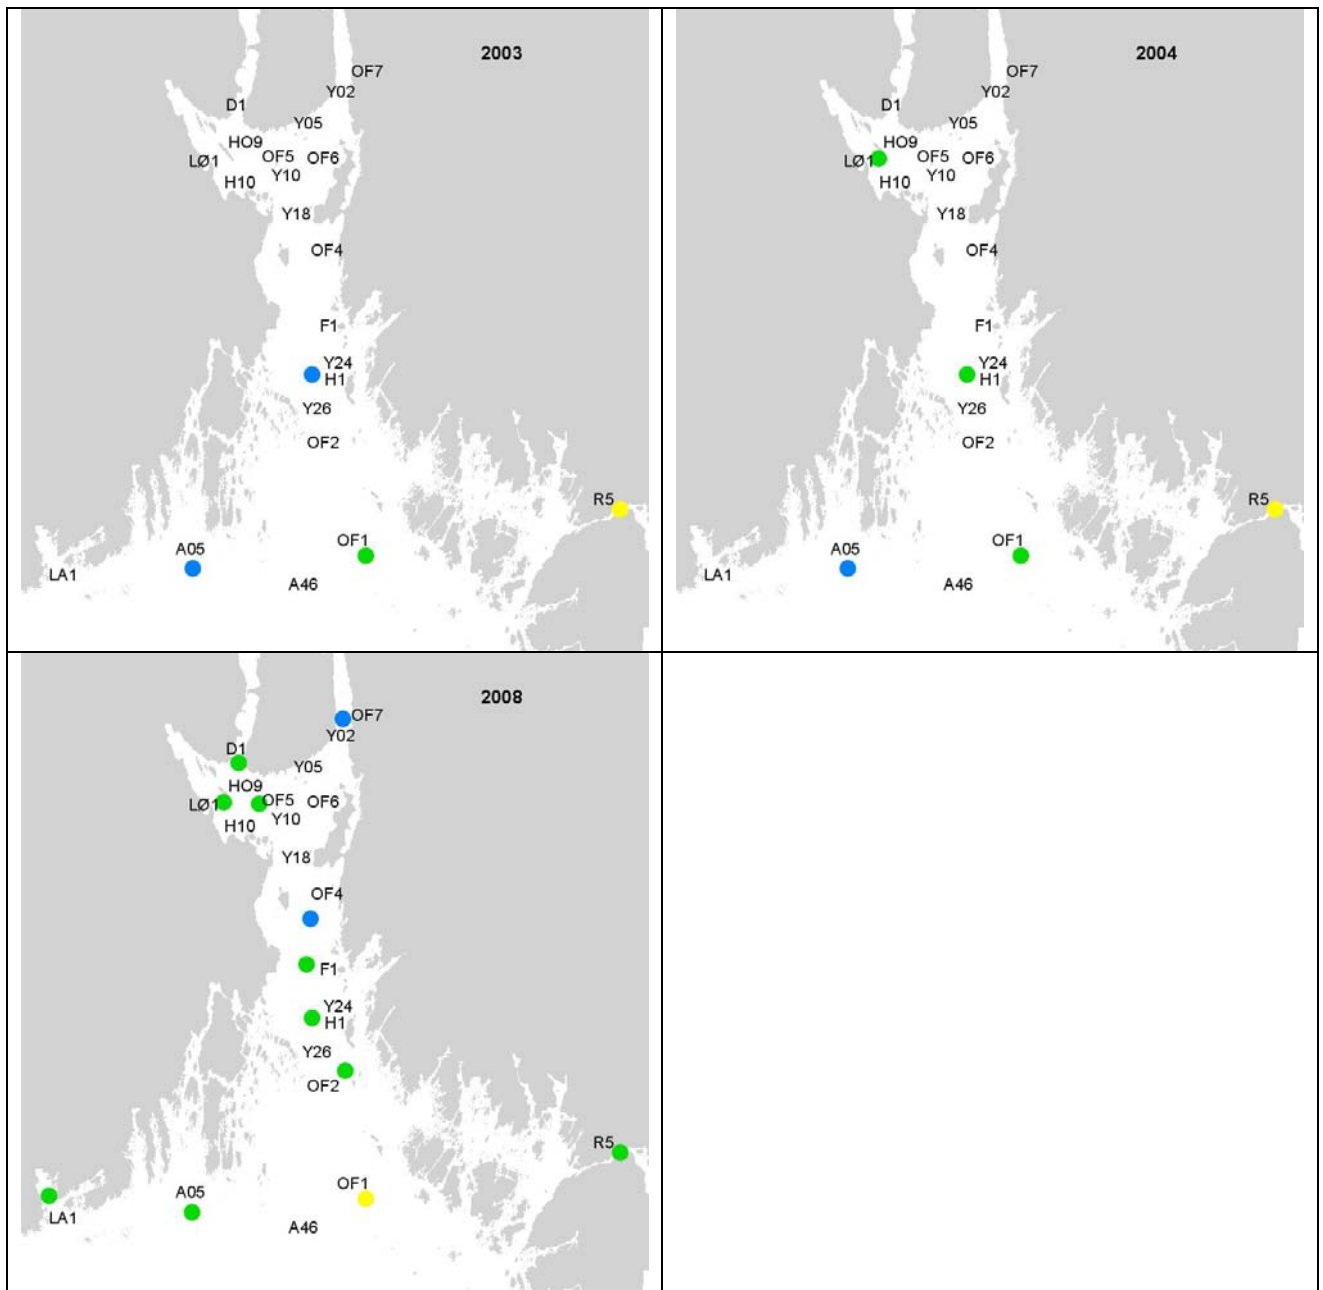 2003
OF7
Y02
D1
Y05
HO9
OF5 OF6
LØ1
Y10
H10
Y18
OF4
F1
Y24
H1
Y26
OF2
R5
OF1
A05
LA1
A46
2004
OF7
Y02
D1
Y05
HO9
OF5 OF6
LØ1
Y10
H10
Y18
OF4
F1
Y24
H1
Y26
OF2
R5
OF1
A05
LA1
A46
2008
OF7
Y02
D1
Y05
HO9
OF5 OF6
LØ1
Y10
H10
Y18
OF4
F1
Y24
H1
Y26
OF2
R5
OF1
A05
LA1
A46